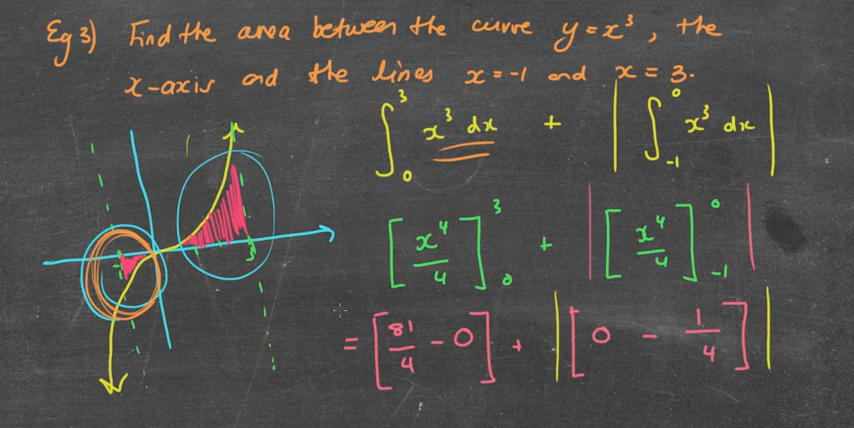 Eg 3) Find the area between the curve y = x³, the
x-axis and the lines x = -1 and x = 3.
∫₀³ x³ dx + | ∫₋₁⁰ x³ dx |
[x⁴/4]₀³ + | [x⁴/4]₋₁⁰ |
= [81/4 - 0] + | [0 - 1/4] |
3